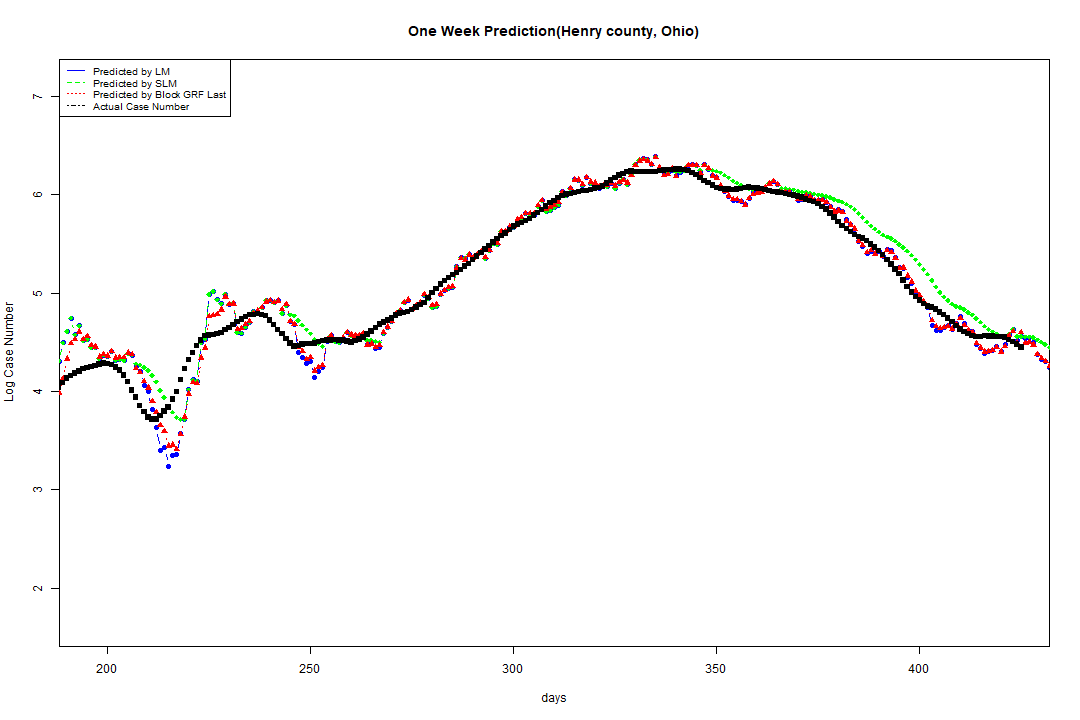 One Week Prediction(Henry county, Ohio)
Predicted by LM
Predicted by SLM
Predicted by Block GRF Last
Actual Case Number
7
6
5
4
3
2
Log Case Number
200
250
300
350
400
days